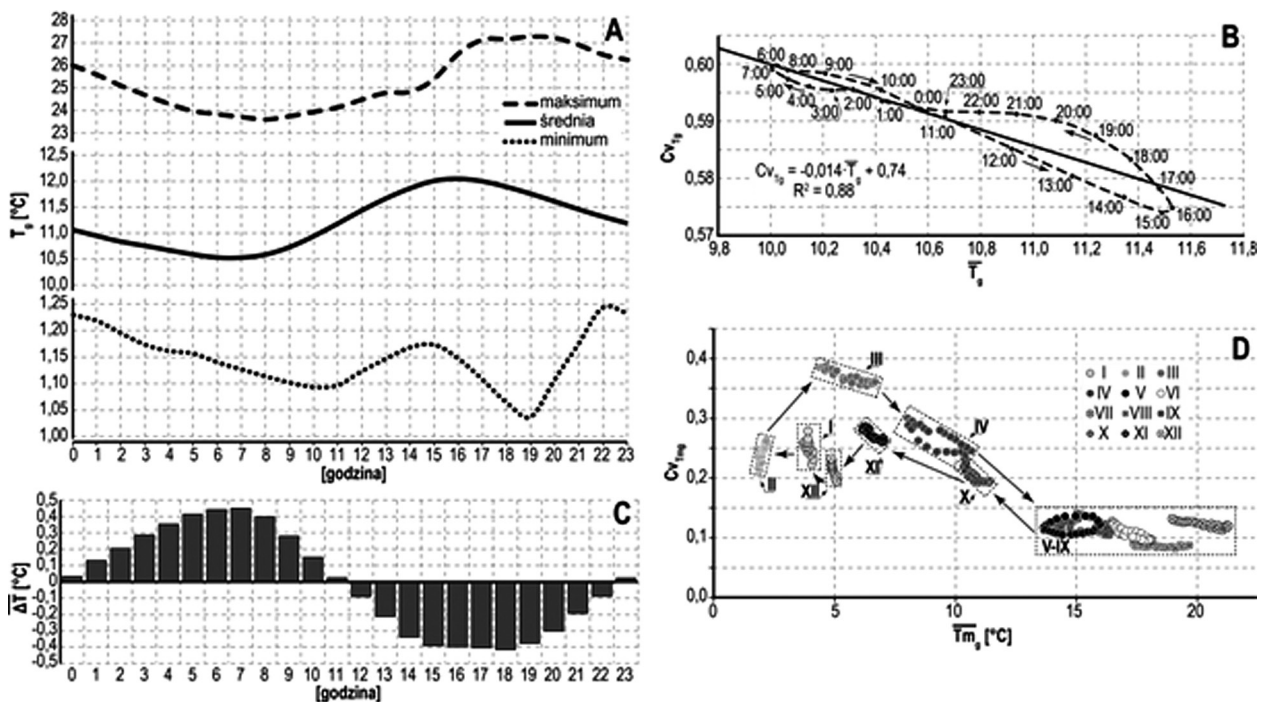 A
28
27
26
25
24
23
maksimum
średnia
minimum
12,5
12,0
11,5
11,0
10,5
10,0
1,25
1,20
1,15
1,10
1,05
1,00
Tg [°C]
0 1 2 3 4 5 6 7 8 9 10 11 12 13 14 15 16 17 18 19 20 21 22 23
[godzina]
B
0,60
0,59
0,58
0,57
Cv1g
6:00
7:00
8:00
9:00
10:00
5:00
4:00
3:00
2:00
1:00
0:00
23:00
22:00
21:00
20:00
19:00
18:00
17:00
16:00
15:00
14:00
13:00
12:00
11:00
Cv1g = -0,014·Tg + 0,74
R² = 0,88
9,8 10,0 10,2 10,4 10,6 10,8 11,0 11,2 11,4 11,6 11,8
Tg
C
0,5
0,4
0,3
0,2
0,1
0
-0,1
-0,2
-0,3
-0,4
-0,5
ΔT [°C]
0 1 2 3 4 5 6 7 8 9 10 11 12 13 14 15 16 17 18 19 20 21 22 23
[godzina]
D
0,4
0,3
0,2
0,1
0,0
Cv1mg
III
I
IV
II
XII
XI
X
V-IX
I II III
IV V VI
VII VIII IX
X XI XII
0 5 10 15 20
Tmg [°C]